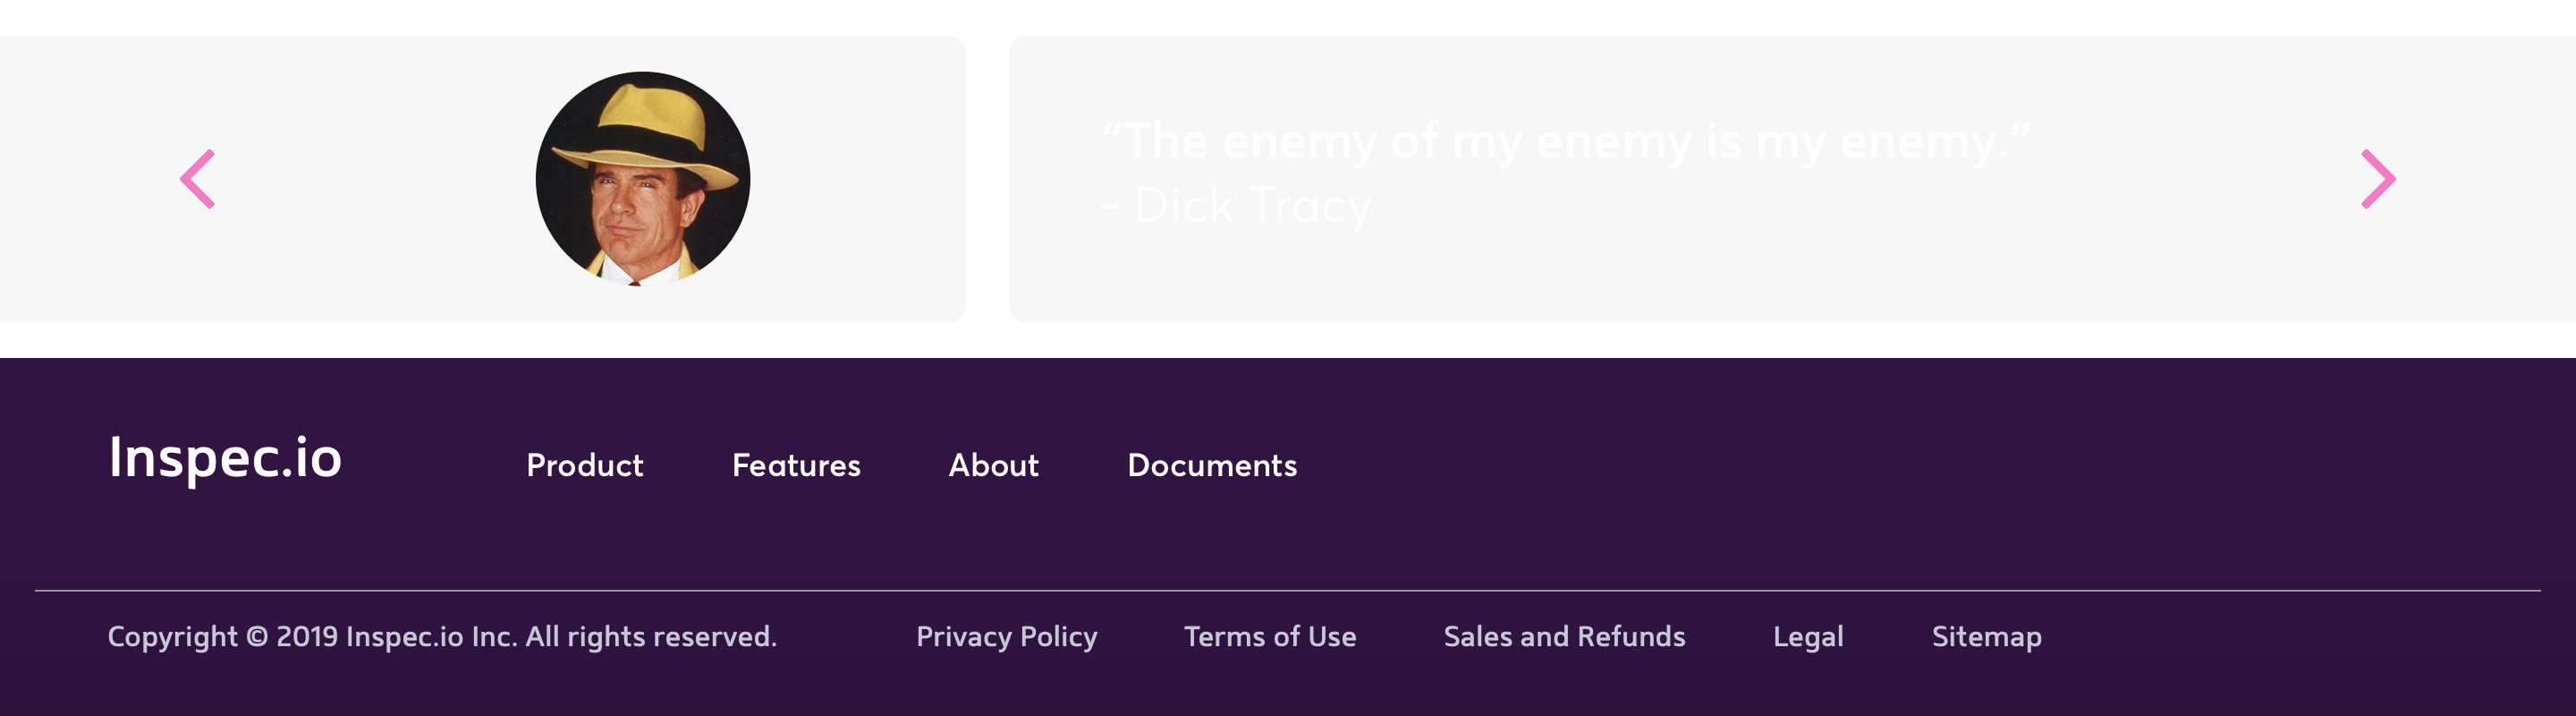 “The enemy of my enemy is my enemy.”
- Dick Tracy
Inspec.io
Product Features About Documents
Copyright © 2019 Inspec.io Inc. All rights reserved. Privacy Policy Terms of Use Sales and Refunds Legal Sitemap